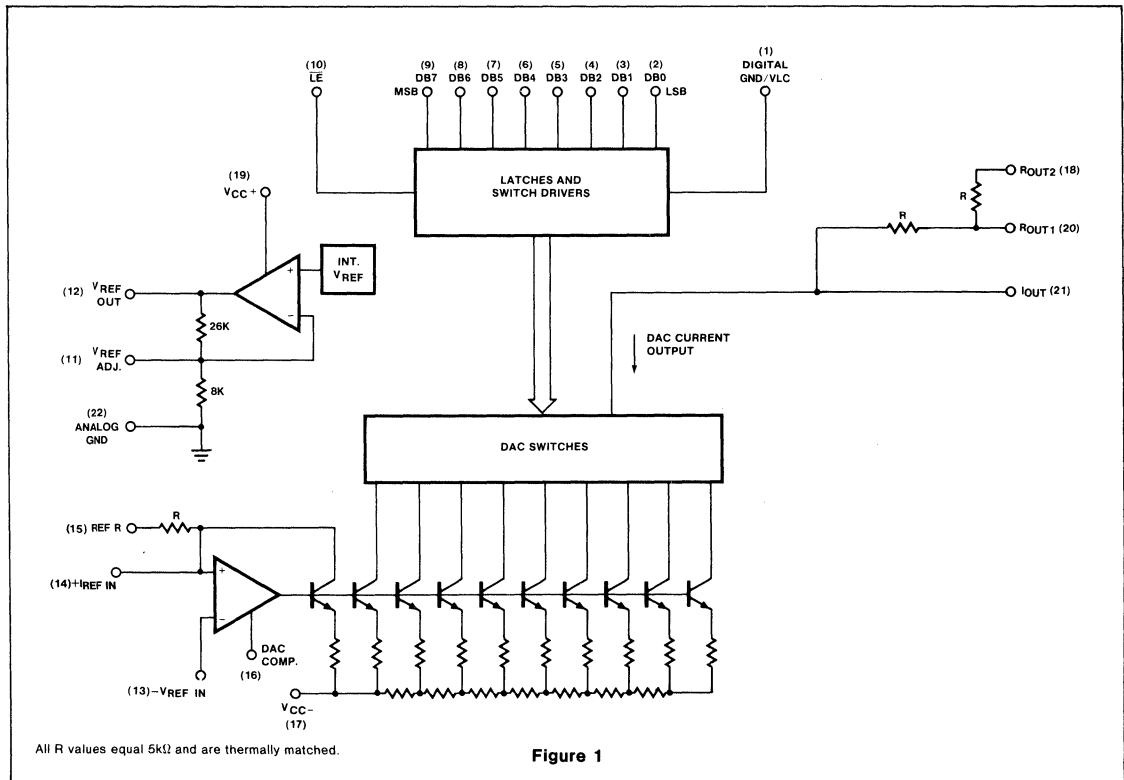 (10) (9) (8) (7) (6) (5) (4) (3) (2) (1)
LE DB7 DB6 DB5 DB4 DB3 DB2 DB1 DB0 DIGITAL
MSB LSB GND/VLC
LATCHES AND
SWITCH DRIVERS
(19)
VCC+
INT.
VREF
+
−
(12) VREF
OUT
26K
(11) VREF
ADJ.
8K
(22)
ANALOG
GND
R ROUT2 (18)
R ROUT1 (20)
IOUT (21)
DAC CURRENT
OUTPUT
DAC SWITCHES
(15) REF R R
(14)+IREF IN
+
−
DAC
COMP.
(16)
(13)−VREF IN
VCC−
(17)
All R values equal 5kΩ and are thermally matched.
Figure 1